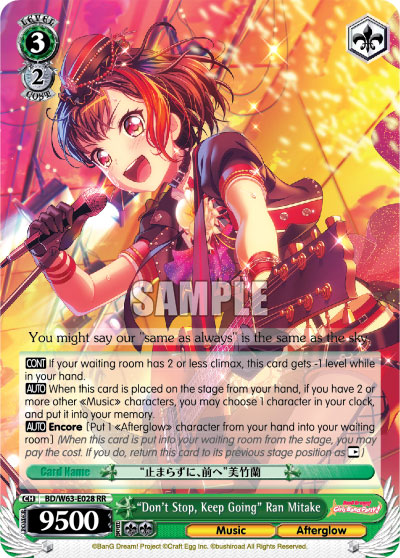 LEVEL
3
2
COST
SAMPLE
You might say our "same as always" is the same as the sky.
CONT If your waiting room has 2 or less climax, this card gets -1 level while
in your hand.
AUTO When this card is placed on the stage from your hand, if you have 2 or
more other «Music» characters, you may choose 1 character in your clock,
and put it into your memory.
AUTO Encore [Put 1 «Afterglow» character from your hand into your waiting
room] (When this card is put into your waiting room from the stage, you may
pay the cost. If you do, return this card to its previous stage position as )
Card Name
"止まらずに、前へ"美竹蘭
CH BD/W63-E028 RR
"Don't Stop, Keep Going" Ran Mitake
9500
Music
Afterglow
©BanG Dream! Project ©Craft Egg Inc. ©bushiroad All Rights Reserved.